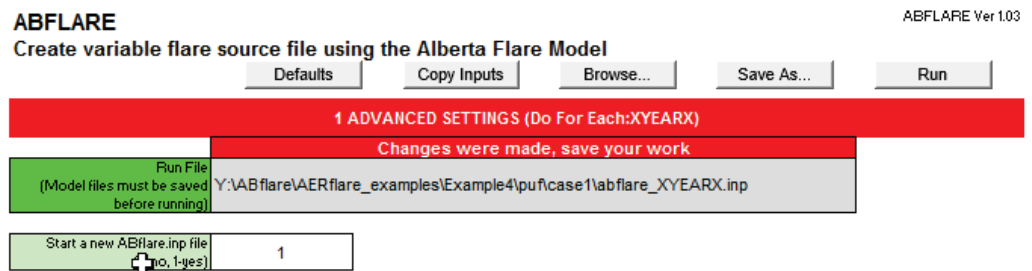 ABFLARE
ABFLARE Ver 1.03
Create variable flare source file using the Alberta Flare Model
Defaults Copy Inputs Browse... Save As... Run
1 ADVANCED SETTINGS (Do For Each:XYEARX)
Changes were made, save your work
Run File
(Model files must be saved
before running)
Y:\ABflare\AERflare_examples\Example4\puf\case1\abflare_XYEARX.inp
Start a new ABflare.inp file
no, 1-yes)
1